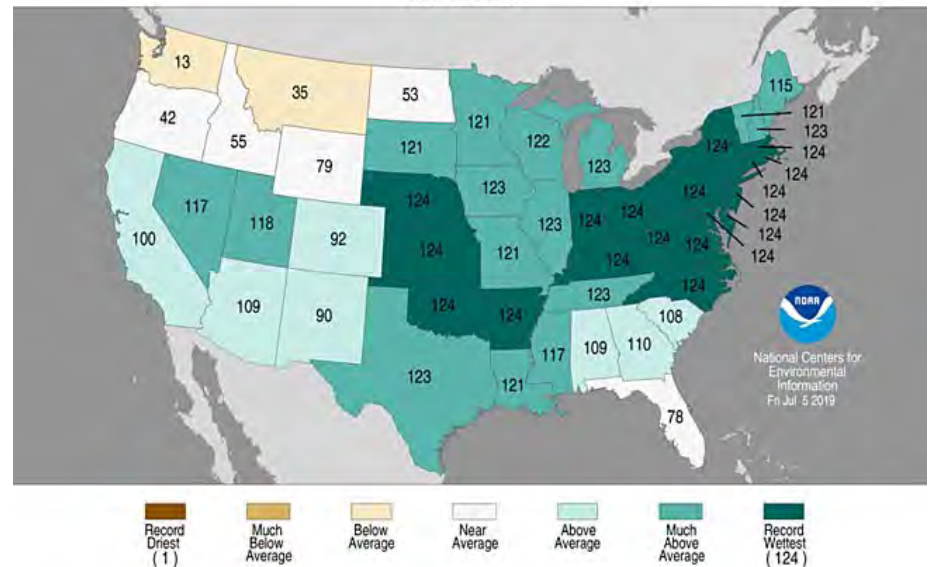 13
35
53
42
55
79
121
121
122
123
124
115
121
123
124
124
124
124
124
124
124
123
123
124
124
124
124
124
124
117
118
92
100
121
124
123
124
124
124
109
90
108
117
109
110
123
121
78
NOAA
National Centers for
Environmental
Information
Fri Jul 5 2019
Record
Driest
( 1 )
Much
Below
Average
Below
Average
Near
Average
Above
Average
Much
Above
Average
Record
Wettest
( 124 )